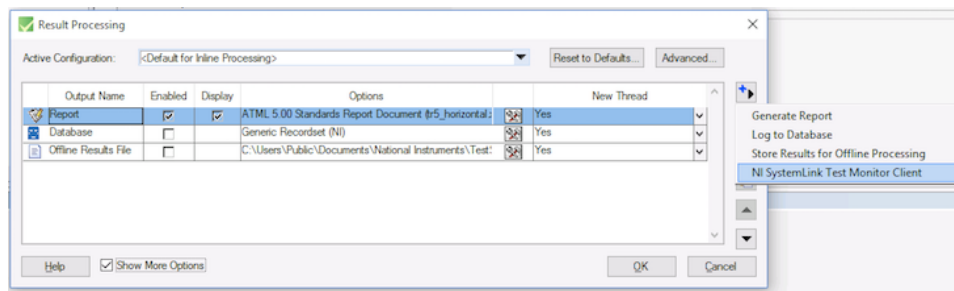 Result Processing
Active Configuration: <Default for Inline Processing> Reset to Defaults... Advanced...
Output Name Enabled Display Options New Thread
Report ATML 5.00 Standards Report Document (tr5_horizontal.x Yes
Database Generic Recordset (NI) Yes
Offline Results File C:\Users\Public\Documents\National Instruments\Test Yes
Generate Report
Log to Database
Store Results for Offline Processing
NI SystemLink Test Monitor Client
Help Show More Options OK Cancel